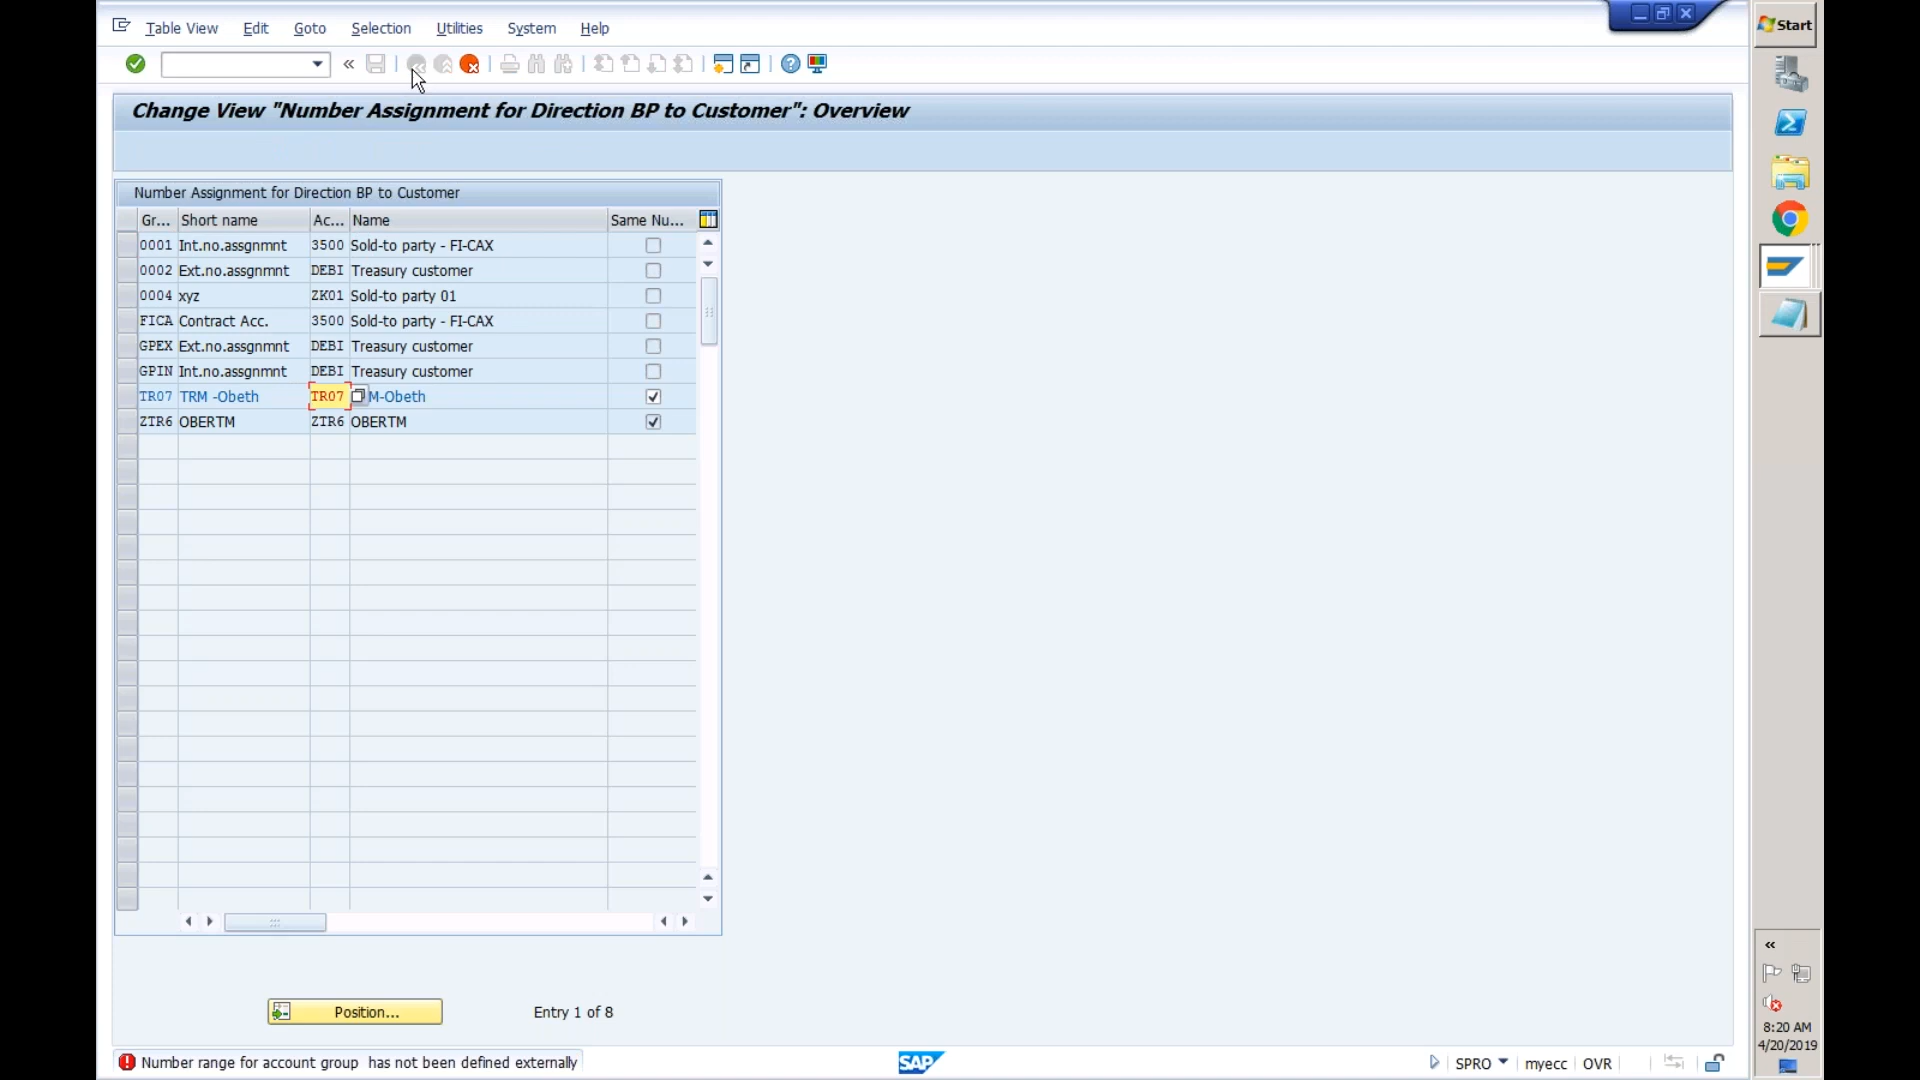 Table View Edit Goto Selection Utilities System Help
Start
Change View "Number Assignment for Direction BP to Customer": Overview
Number Assignment for Direction BP to Customer
Gr... Short name Ac... Name Same Nu...
0001 Int.no.assgnmnt 3500 Sold-to party - FI-CAX
0002 Ext.no.assgnmnt DEBI Treasury customer
0004 xyz ZK01 Sold-to party 01
FICA Contract Acc. 3500 Sold-to party - FI-CAX
GPEX Ext.no.assgnmnt DEBI Treasury customer
GPIN Int.no.assgnmnt DEBI Treasury customer
TR07 TRM -Obeth TR07 M-Obeth
ZTR6 OBERTM ZTR6 OBERTM
Position... Entry 1 of 8
Number range for account group has not been defined externally
SAP
SPRO myecc OVR
8:20 AM
4/20/2019